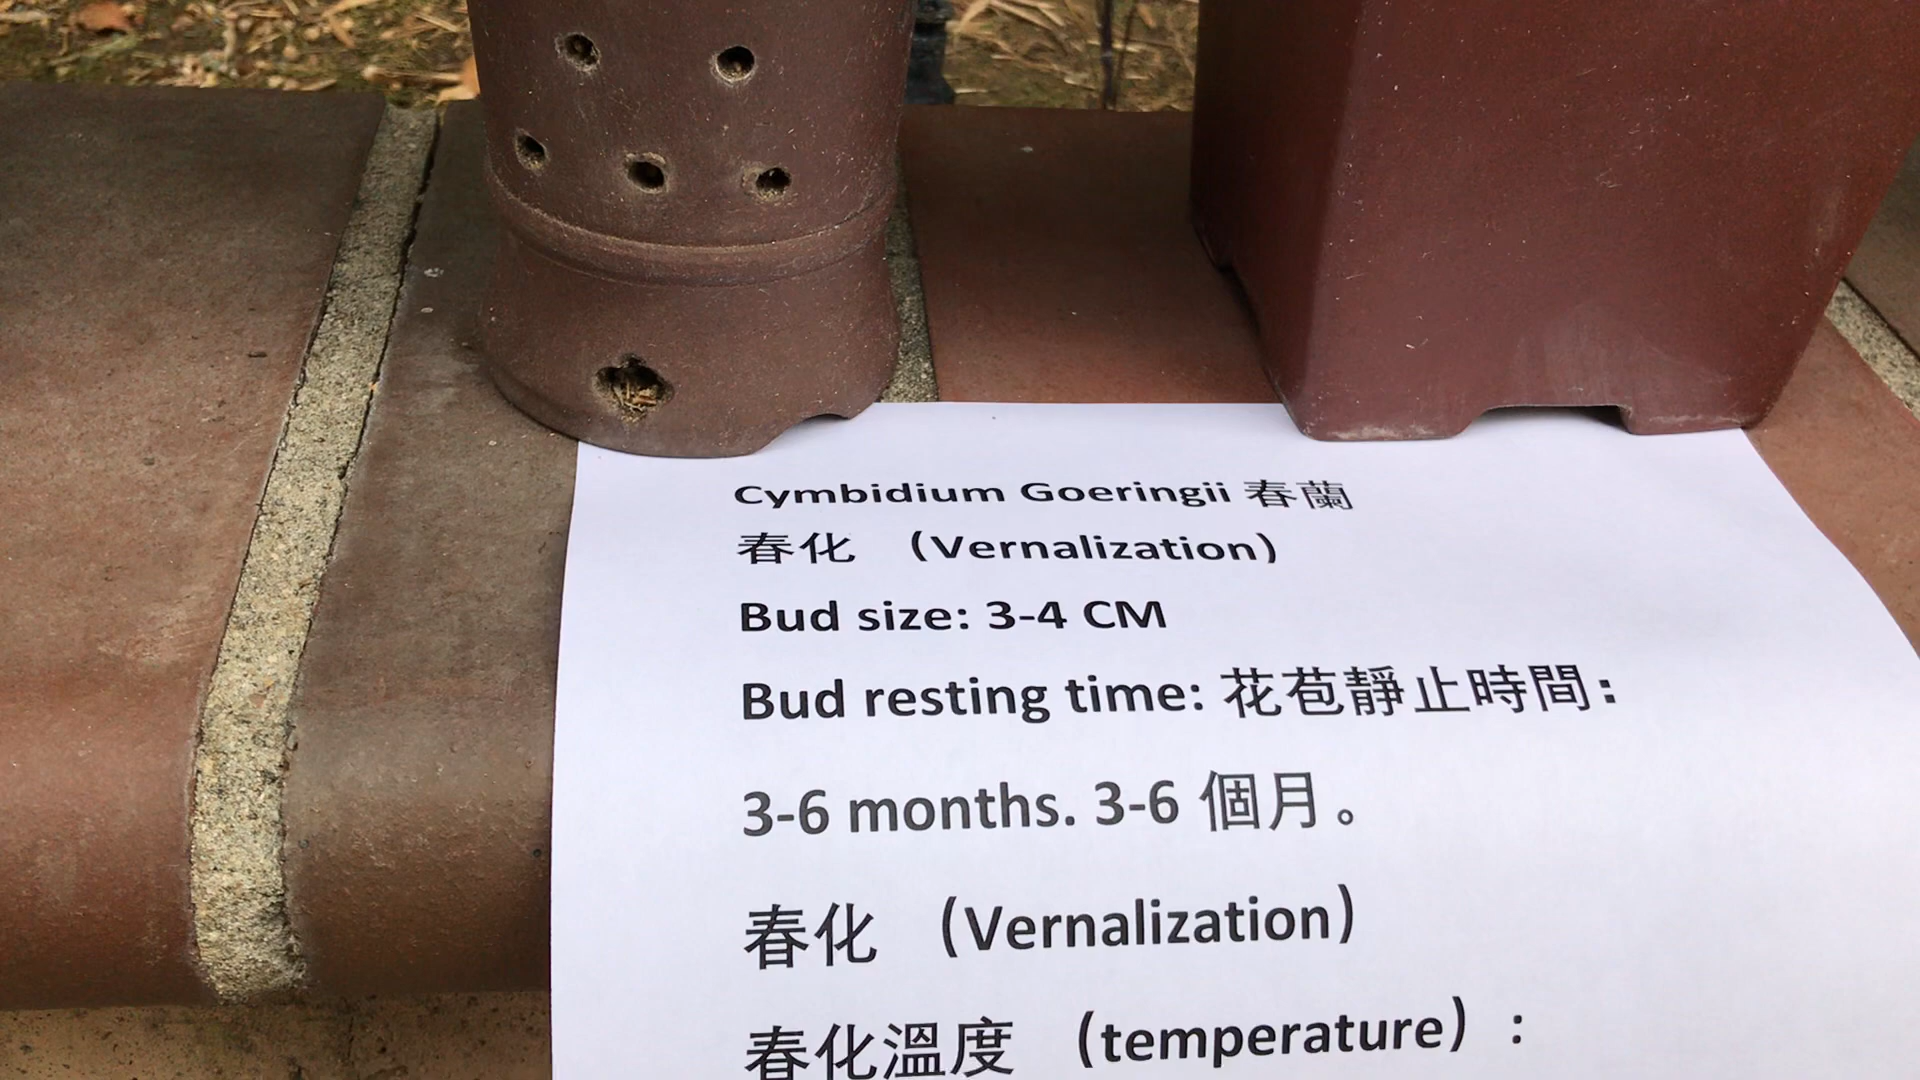 Cymbidium Goeringii 春蘭
春化 （Vernalization）
Bud size: 3-4 CM
Bud resting time: 花苞靜止時間：
3-6 months. 3-6 個月。
春化 （Vernalization）
春化溫度 （temperature）：